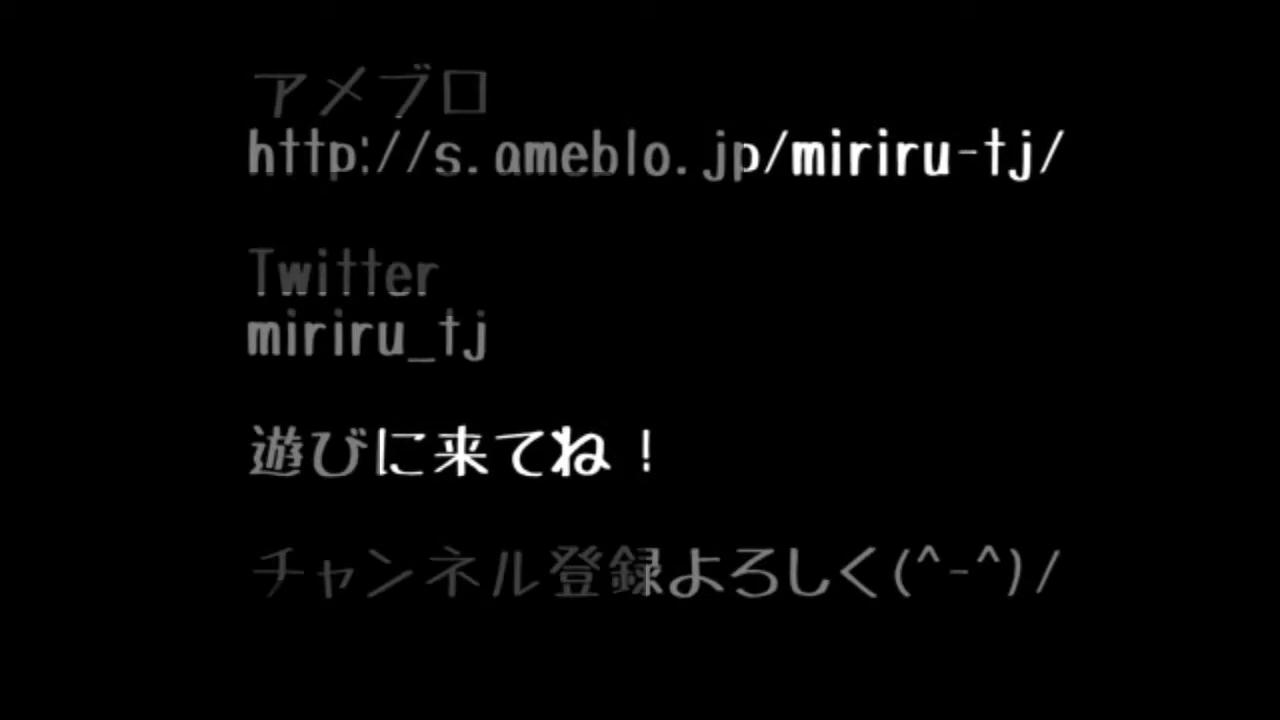 アメブロ
http://s.ameblo.jp/miriru-tj/
Twitter
miriru_tj
遊びに来てね！
チャンネル登録よろしく(^-^)/